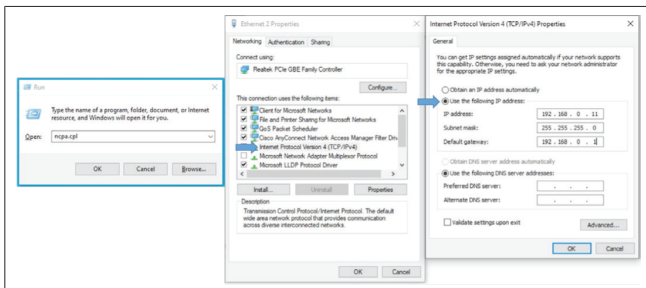 Run
Type the name of a program, folder, document, or Internet
resource, and Windows will open it for you.
Open:
ncpa.cpl
OK
Cancel
Browse...
Ethernet 2 Properties
Networking
Authentication
Sharing
Connect using:
Realtek PCIe GBE Family Controller
Configure...
This connection uses the following items:
Client for Microsoft Networks
File and Printer Sharing for Microsoft Networks
QoS Packet Scheduler
Cisco AnyConnect Network Access Manager Filter Driv
Internet Protocol Version 4 (TCP/IPv4)
Microsoft Network Adapter Multiplexor Protocol
Microsoft LLDP Protocol Driver
Install...
Uninstall
Properties
Description
Transmission Control Protocol/Internet Protocol. The default
wide area network protocol that provides communication
across diverse interconnected networks.
OK
Cancel
Internet Protocol Version 4 (TCP/IPv4) Properties
General
You can get IP settings assigned automatically if your network supports
this capability. Otherwise, you need to ask your network administrator
for the appropriate IP settings.
Obtain an IP address automatically
Use the following IP address:
IP address:
192 . 168 . 0 . 11
Subnet mask:
255 . 255 . 255 . 0
Default gateway:
192 . 168 . 0 . 1
Obtain DNS server address automatically
Use the following DNS server addresses:
Preferred DNS server:
. . .
Alternate DNS server:
. . .
Validate settings upon exit
Advanced...
OK
Cancel